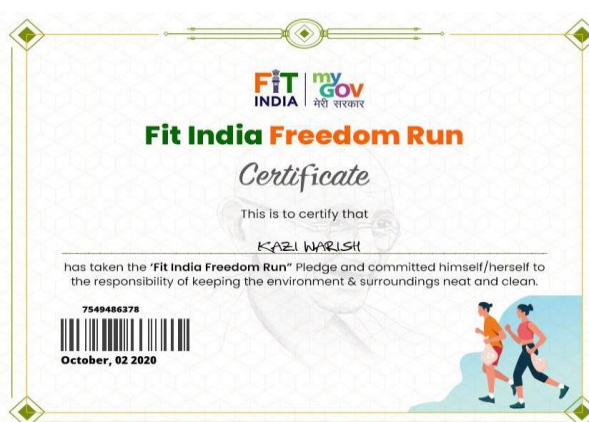 FIT INDIA
my GOV
मेरी सरकार
Fit India Freedom Run
Certificate
This is to certify that
KAZI WARISH
has taken the ‘Fit India Freedom Run” Pledge and committed himself/herself to
the responsibility of keeping the environment & surroundings neat and clean.
7549486378
October, 02 2020